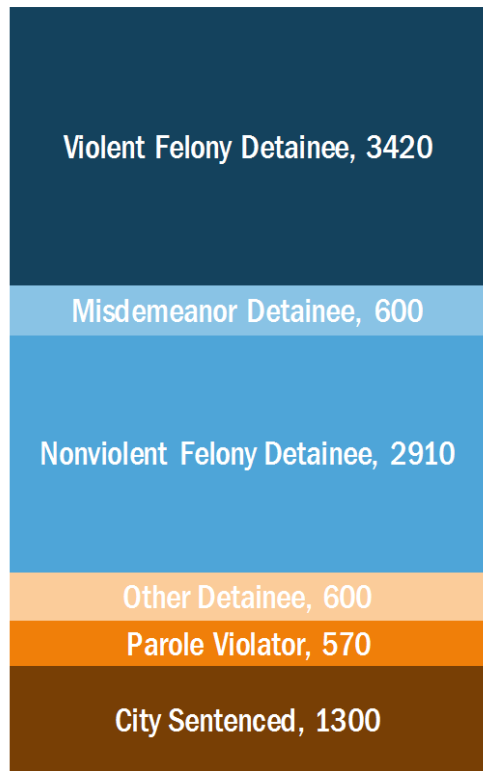 Violent Felony Detainee, 3420
Misdemeanor Detainee, 600
Nonviolent Felony Detainee, 2910
Other Detainee, 600
Parole Violator, 570
City Sentenced, 1300